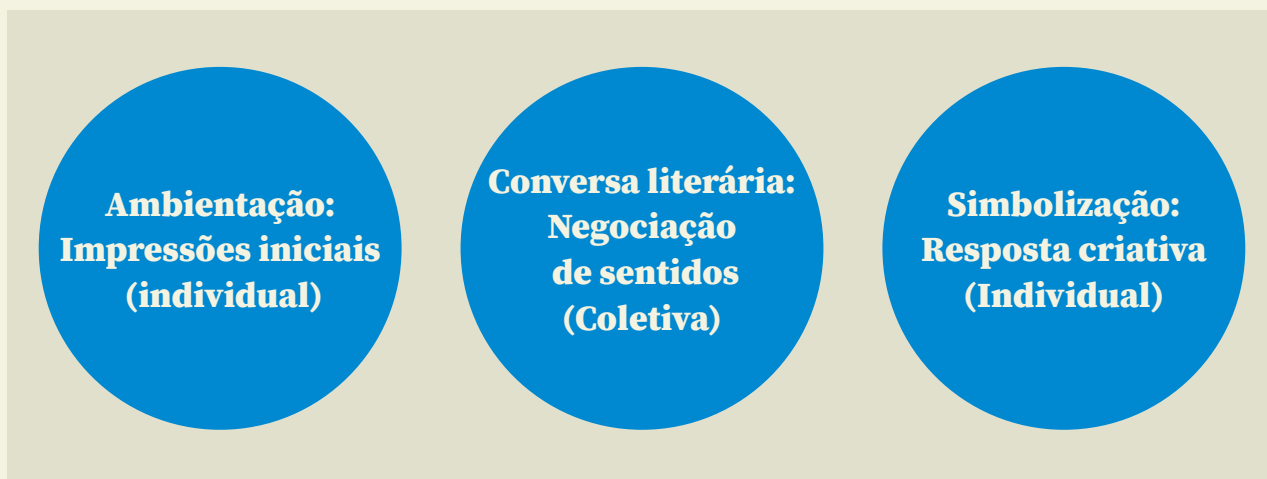 Ambientação:
Impressões iniciais
(individual)
Conversa literária:
Negociação
de sentidos
(Coletiva)
Simbolização:
Resposta criativa
(Individual)